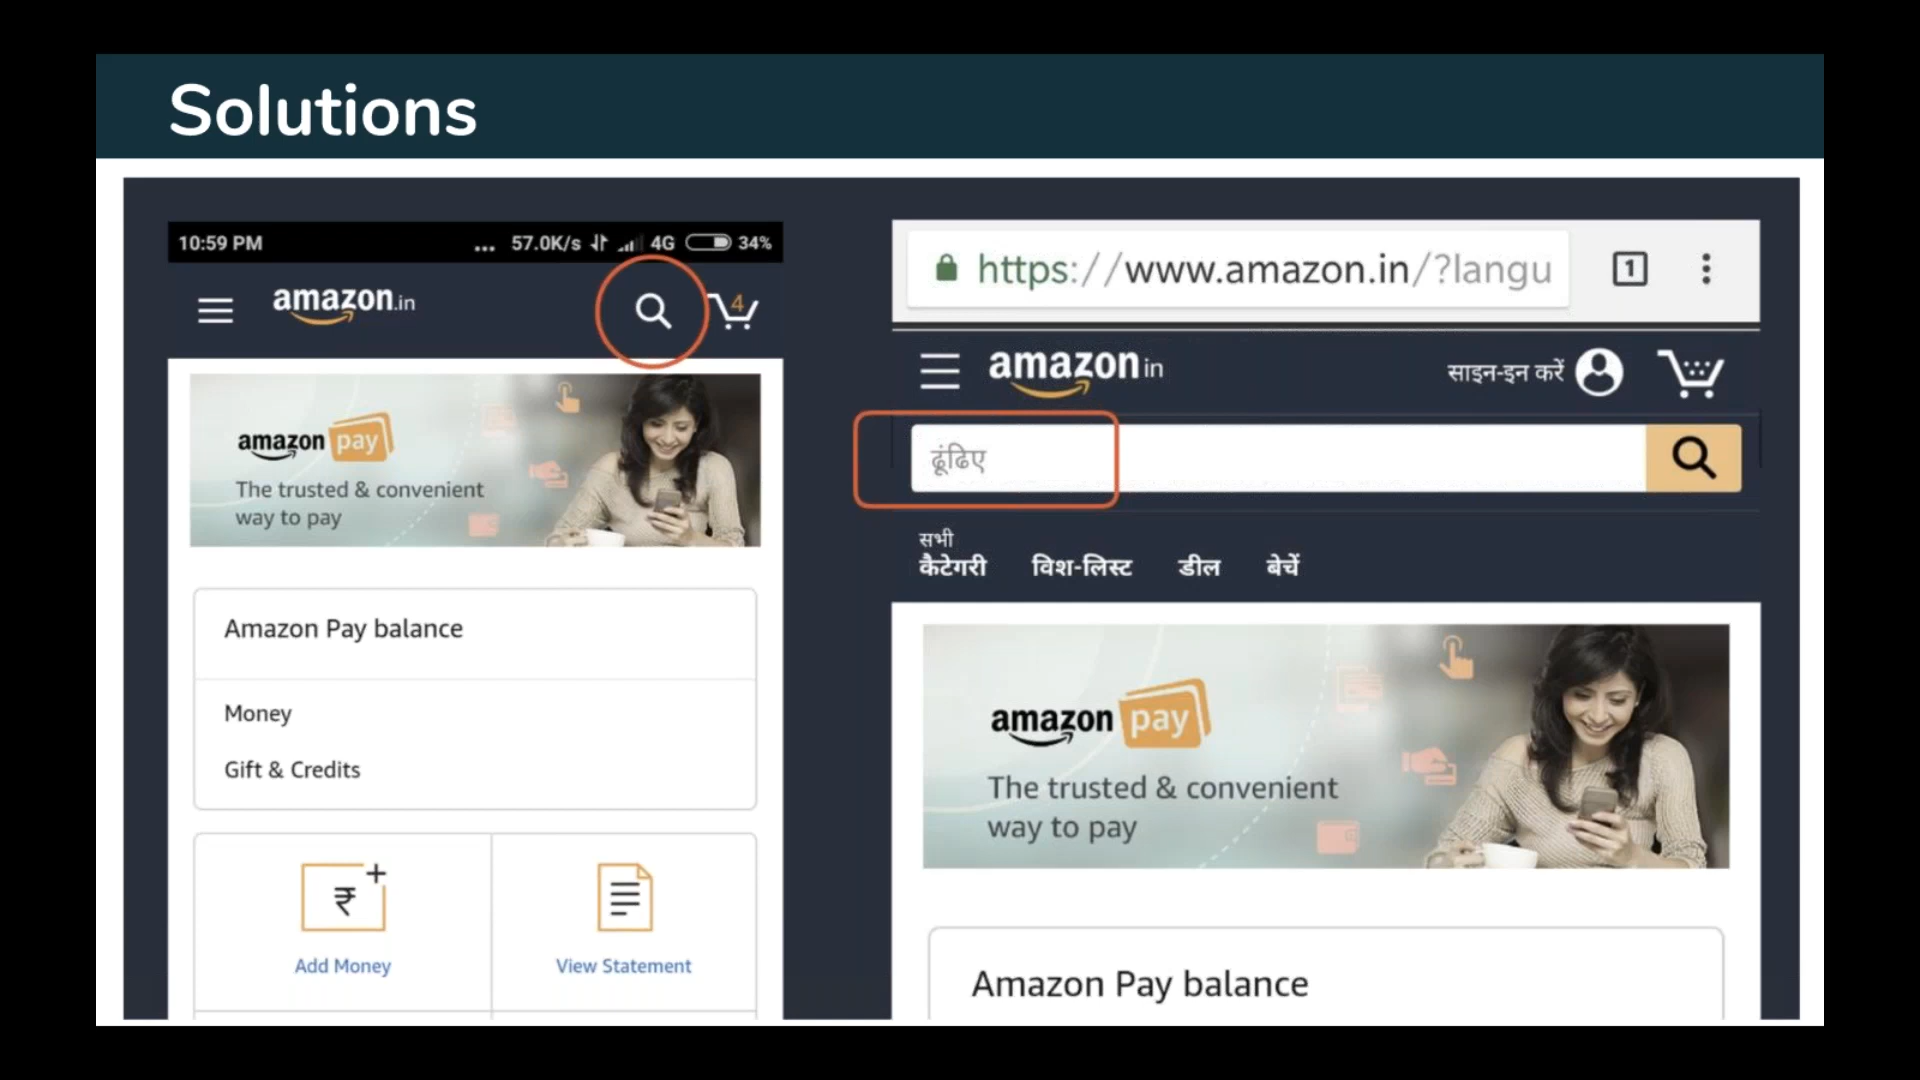 Solutions
10:59 PM ... 57.0K/s 4G 34%
amazon.in
4
amazon pay
The trusted & convenient
way to pay
Amazon Pay balance
Money
Gift & Credits
₹
Add Money
View Statement
https://www.amazon.in/?langu
1
amazon in
साइन-इन करें
ढूंढिए
सभी
कैटेगरी विश-लिस्ट डील बेचें
amazon pay
The trusted & convenient
way to pay
Amazon Pay balance